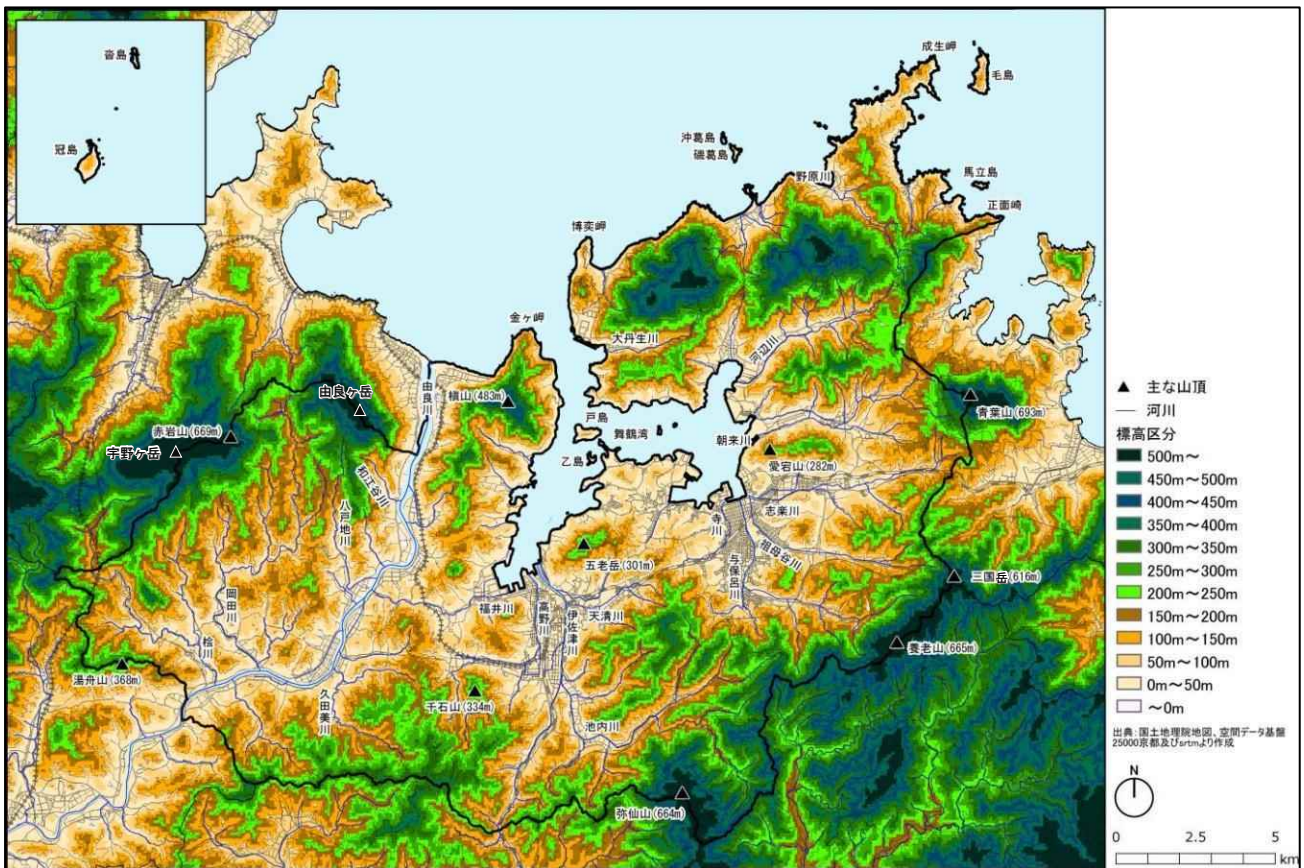 沓島
冠島
成生岬
毛島
沖葛島
磯葛島
野原川
馬立島
正面崎
博奕岬
金ヶ岬
大丹生川
河辺川
由良川
由良ヶ岳
槇山(483m)
青葉山(693m)
赤岩山(669m)
宇野ヶ岳
戸島
舞鶴湾
朝来川
乙島
愛宕山(282m)
和江谷川
八戸地川
志楽川
寺川
祖母谷川
与保呂川
五老岳(301m)
三国岳(616m)
岡田川
福井川
高野川
伊佐津川
天清川
桧川
養老山(665m)
湯舟山(368m)
久田美川
千石山(334m)
池内川
弥仙山(664m)
▲ 主な山頂
河川
標高区分
500m~
450m~500m
400m~450m
350m~400m
300m~350m
250m~300m
200m~250m
150m~200m
100m~150m
50m~100m
0m~50m
~0m
出典:国土地理院地図、空間データ基盤
25000京都及びsrtmより作成
N
0 2.5 5
km